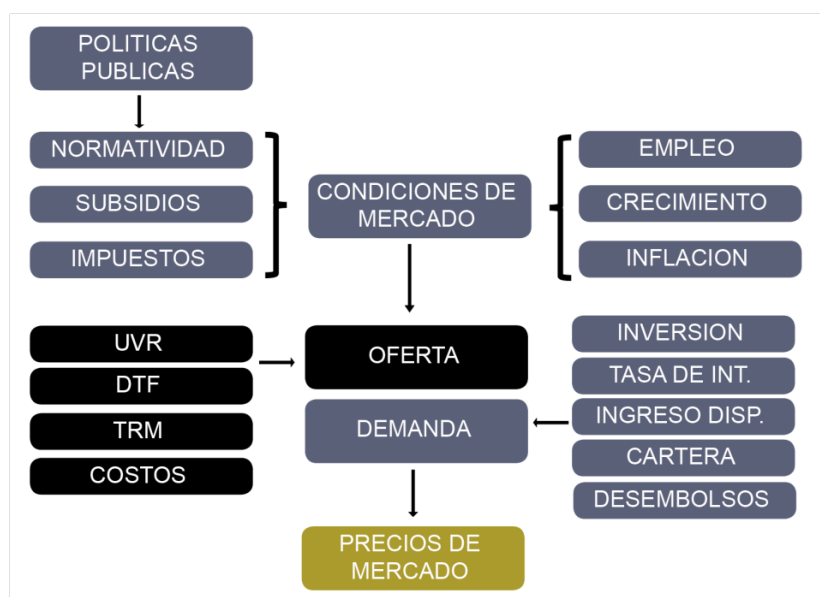 POLITICAS
PUBLICAS
NORMATIVIDAD
SUBSIDIOS
IMPUESTOS
CONDICIONES DE
MERCADO
EMPLEO
CRECIMIENTO
INFLACION
UVR
DTF
TRM
COSTOS
OFERTA
DEMANDA
INVERSION
TASA DE INT.
INGRESO DISP.
CARTERA
DESEMBOLSOS
PRECIOS DE
MERCADO